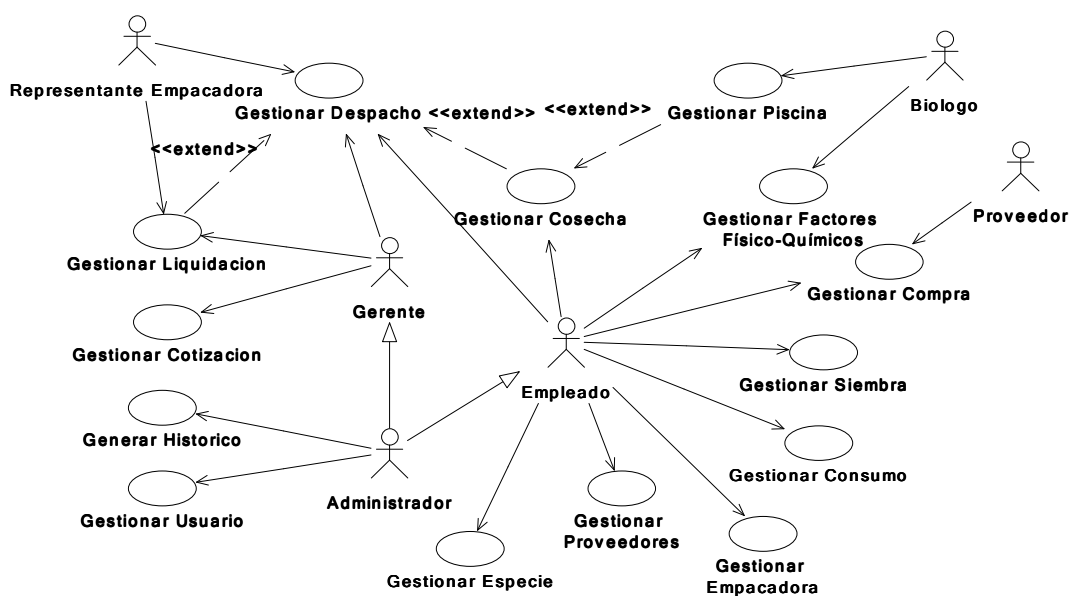 Representante Empacadora
Gestionar Despacho
<<extend>>
<<extend>>
Gestionar Piscina
Biologo
<<extend>>
Gestionar Cosecha
Gestionar Factores
Físico-Químicos
Proveedor
Gestionar Liquidacion
Gestionar Compra
Gerente
Gestionar Cotizacion
Empleado
Gestionar Siembra
Generar Historico
Gestionar Consumo
Administrador
Gestionar Usuario
Gestionar
Proveedores
Gestionar Especie
Gestionar
Empacadora